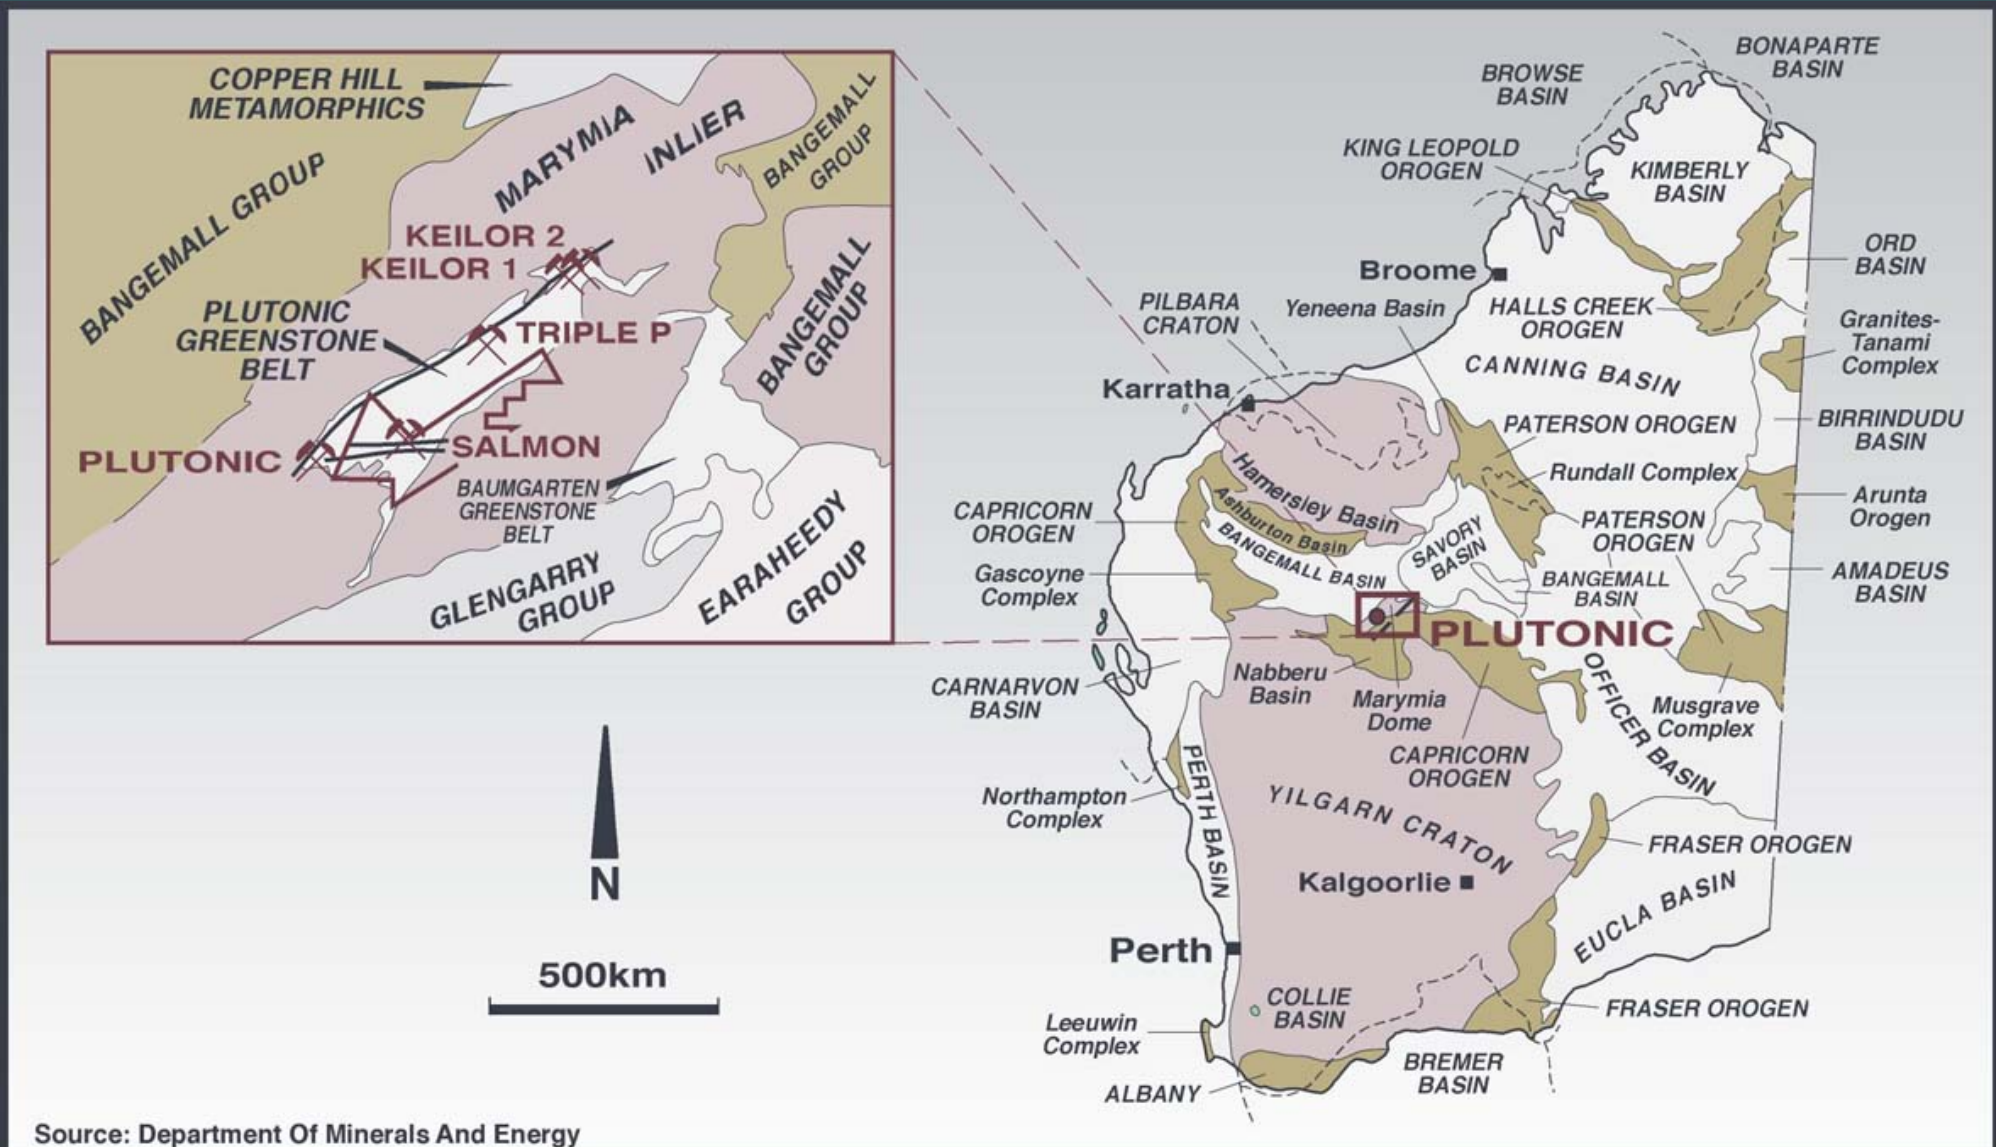 COPPER HILL
METAMORPHICS
MARYMIA
INLIER
BANGEMALL
GROUP
BANGEMALL GROUP
KEILOR 2
KEILOR 1
PLUTONIC
GREENSTONE
BELT
TRIPLE P
BANGEMALL
GROUP
PLUTONIC
SALMON
BAUMGARTEN
GREENSTONE
BELT
GLENGARRY
GROUP
EARAHEEDY
GROUP
N
500km
Source: Department Of Minerals And Energy
BONAPARTE
BASIN
BROWSE
BASIN
KING LEOPOLD
OROGEN
KIMBERLY
BASIN
ORD
BASIN
Broome
PILBARA
CRATON
Yeneena Basin
HALLS CREEK
OROGEN
Granites-
Tanami
Complex
CANNING BASIN
Karratha
PATERSON OROGEN
BIRRINDUDU
BASIN
Rundall Complex
Hamersley Basin
Ashburton Basin
BANGEMALL BASIN
SAVORY
BASIN
CAPRICORN
OROGEN
PATERSON
OROGEN
Arunta
Orogen
Gascoyne
Complex
BANGEMALL
BASIN
AMADEUS
BASIN
PLUTONIC
CARNARVON
BASIN
Nabberu
Basin
Marymia
Dome
OFFICER BASIN
Musgrave
Complex
CAPRICORN
OROGEN
Northampton
Complex
PERTH BASIN
YILGARN CRATON
FRASER OROGEN
Kalgoorlie
EUCLA BASIN
Perth
COLLIE
BASIN
FRASER OROGEN
Leeuwin
Complex
BREMER
BASIN
ALBANY